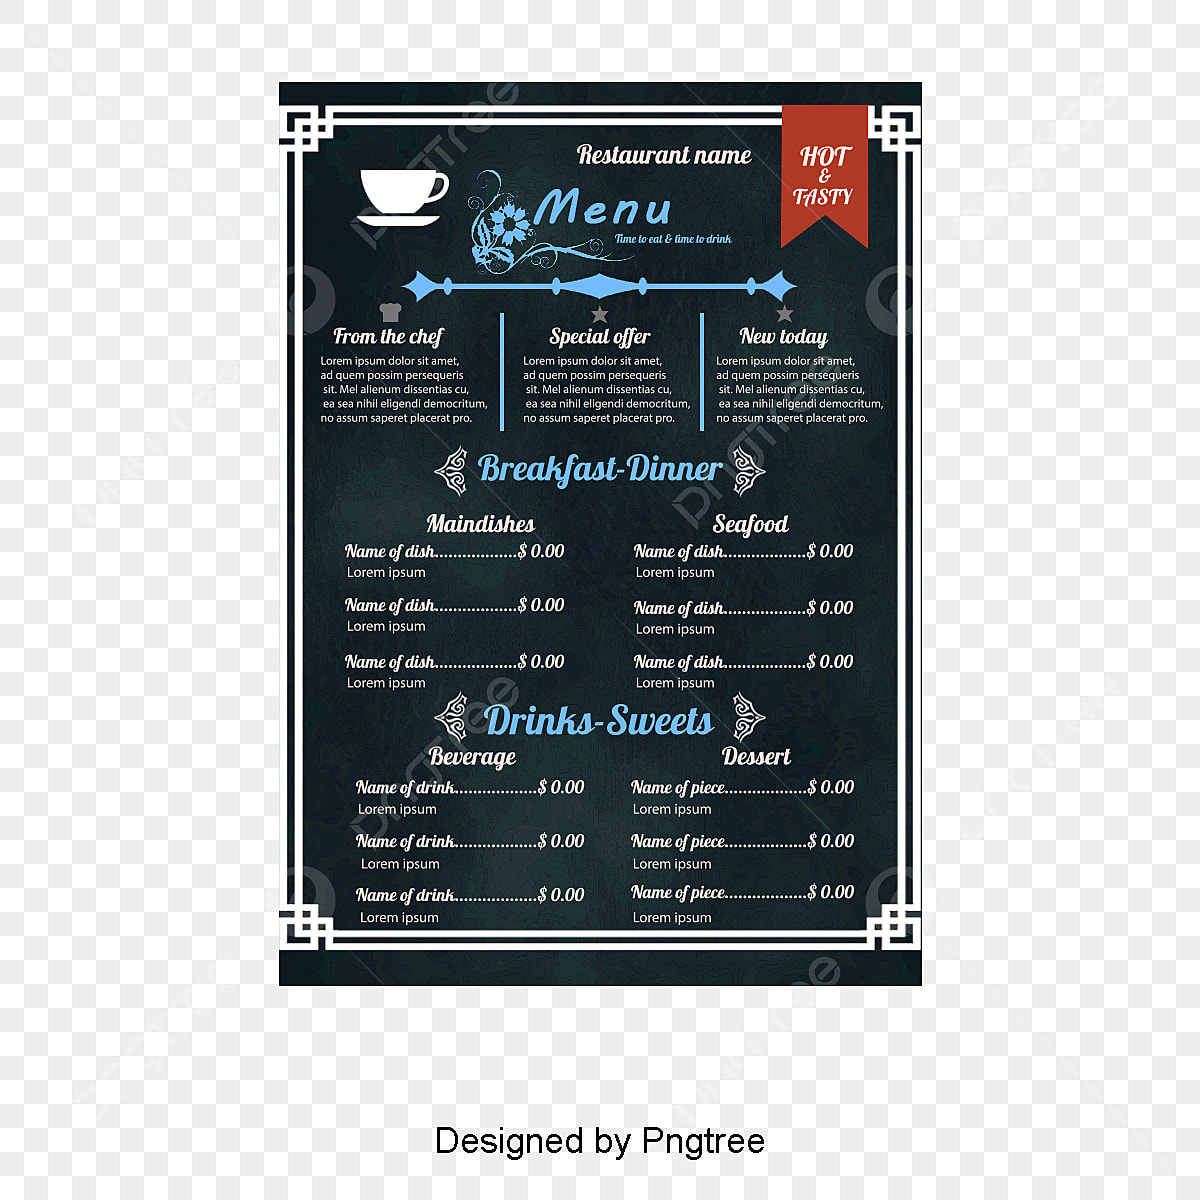 Restaurant name
HOT
&
TASTY
Menu
Time to eat & time to drink
From the chef
Lorem ipsum dolor sit amet,
ad quem possim persequeris
sit. Mel alienum dissentias cu,
ea sea nihil eligendi democritum,
no assum saperet placerat pro.
Special offer
Lorem ipsum dolor sit amet,
ad quem possim persequeris
sit. Mel alienum dissentias cu,
ea sea nihil eligendi democritum,
no assum saperet placerat pro.
New today
Lorem ipsum dolor sit amet,
ad quem possim persequeris
sit. Mel alienum dissentias cu,
ea sea nihil eligendi democritum,
no assum saperet placerat pro.
Breakfast-Dinner
Maindishes
Name of dish..................$ 0.00
Lorem ipsum
Name of dish..................$ 0.00
Lorem ipsum
Name of dish..................$ 0.00
Lorem ipsum
Seafood
Name of dish..................$ 0.00
Lorem ipsum
Name of dish..................$ 0.00
Lorem ipsum
Name of dish..................$ 0.00
Lorem ipsum
Drinks-Sweets
Beverage
Name of drink..................$ 0.00
Lorem ipsum
Name of drink..................$ 0.00
Lorem ipsum
Name of drink..................$ 0.00
Lorem ipsum
Dessert
Name of piece..................$ 0.00
Lorem ipsum
Name of piece..................$ 0.00
Lorem ipsum
Name of piece..................$ 0.00
Lorem ipsum
Designed by Pngtree